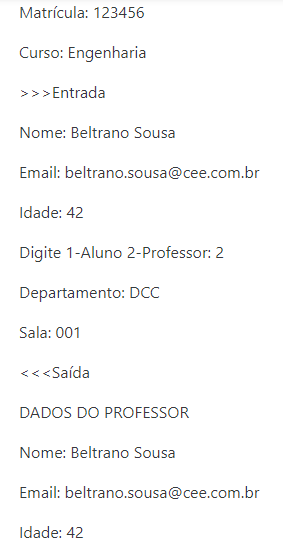 Matrícula: 123456
Curso: Engenharia
>>>Entrada
Nome: Beltrano Sousa
Email: beltrano.sousa@cee.com.br
Idade: 42
Digite 1-Aluno 2-Professor: 2
Departamento: DCC
Sala: 001
<<<Saída
DADOS DO PROFESSOR
Nome: Beltrano Sousa
Email: beltrano.sousa@cee.com.br
Idade: 42